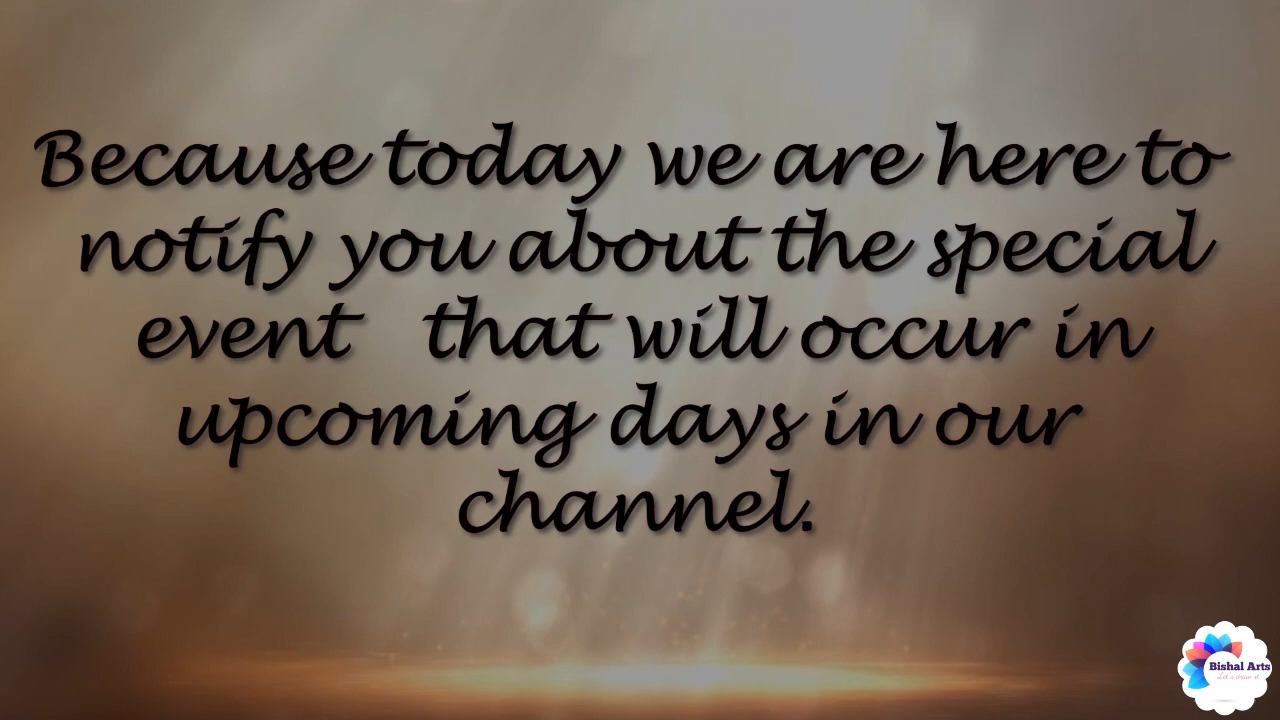 Because today we are here to
notify you about the special
event that will occur in
upcoming days in our
channel.
Bishal Arts